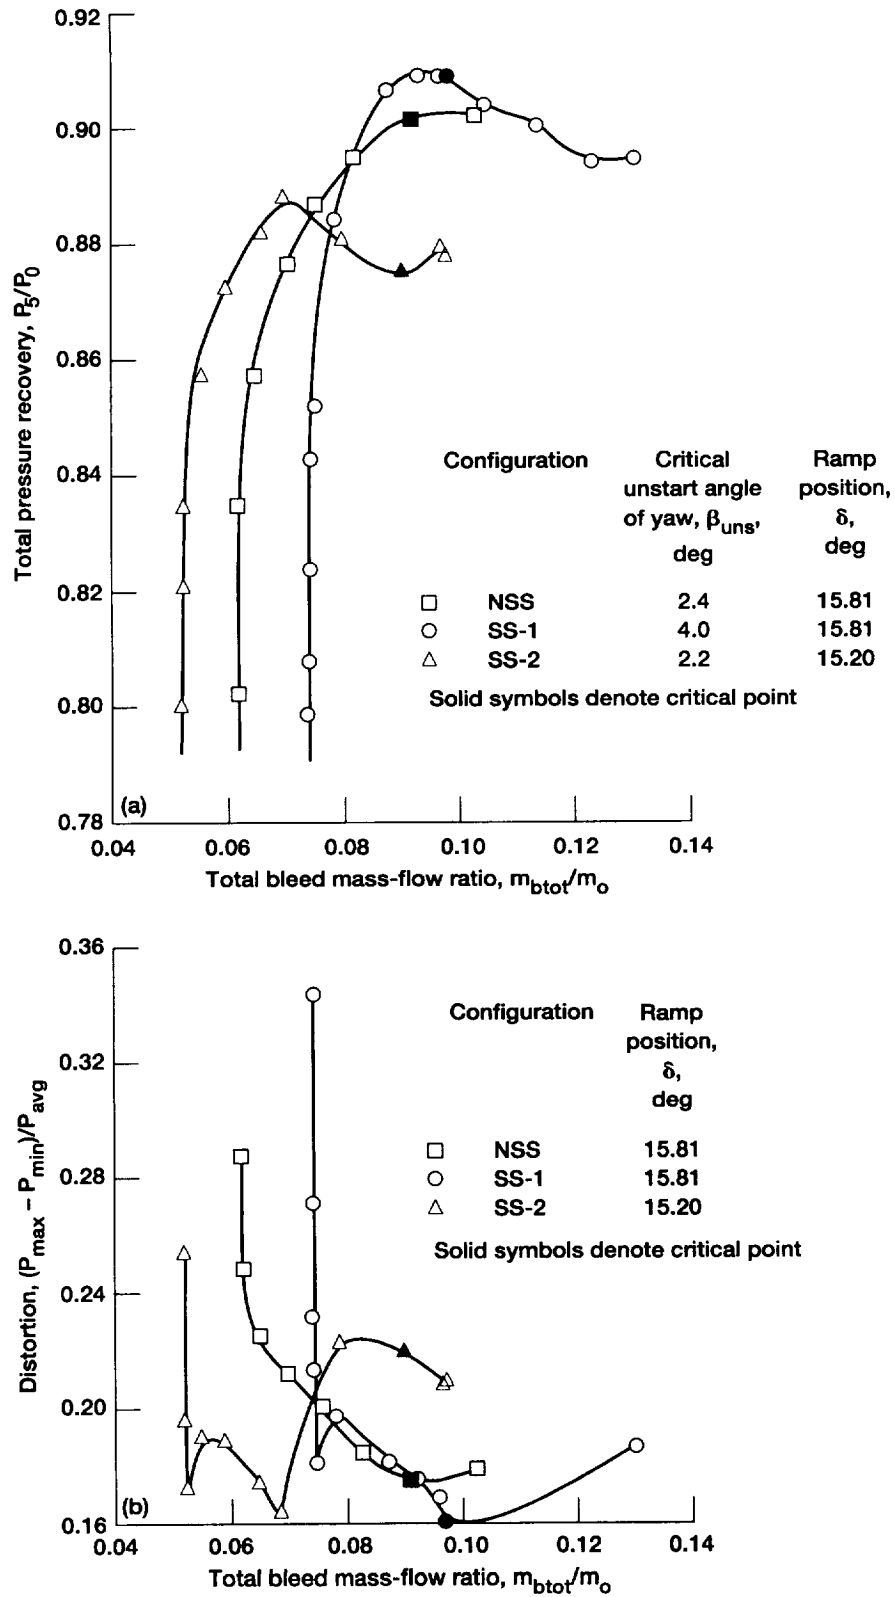 0.92
0.90
0.88
0.86
0.84
0.82
0.80
0.78
Total pressure recovery, P5/P0
Configuration Critical unstart angle of yaw, βuns, deg Ramp position, δ, deg
□ NSS 2.4 15.81
○ SS-1 4.0 15.81
△ SS-2 2.2 15.20
Solid symbols denote critical point
(a)
0.04 0.06 0.08 0.10 0.12 0.14
Total bleed mass-flow ratio, mbtot/mo
0.36
0.32
0.28
0.24
0.20
0.16
Distortion, (Pmax – Pmin)/Pavg
Configuration Ramp position, δ, deg
□ NSS 15.81
○ SS-1 15.81
△ SS-2 15.20
Solid symbols denote critical point
(b)
0.04 0.06 0.08 0.10 0.12 0.14
Total bleed mass-flow ratio, mbtot/mo